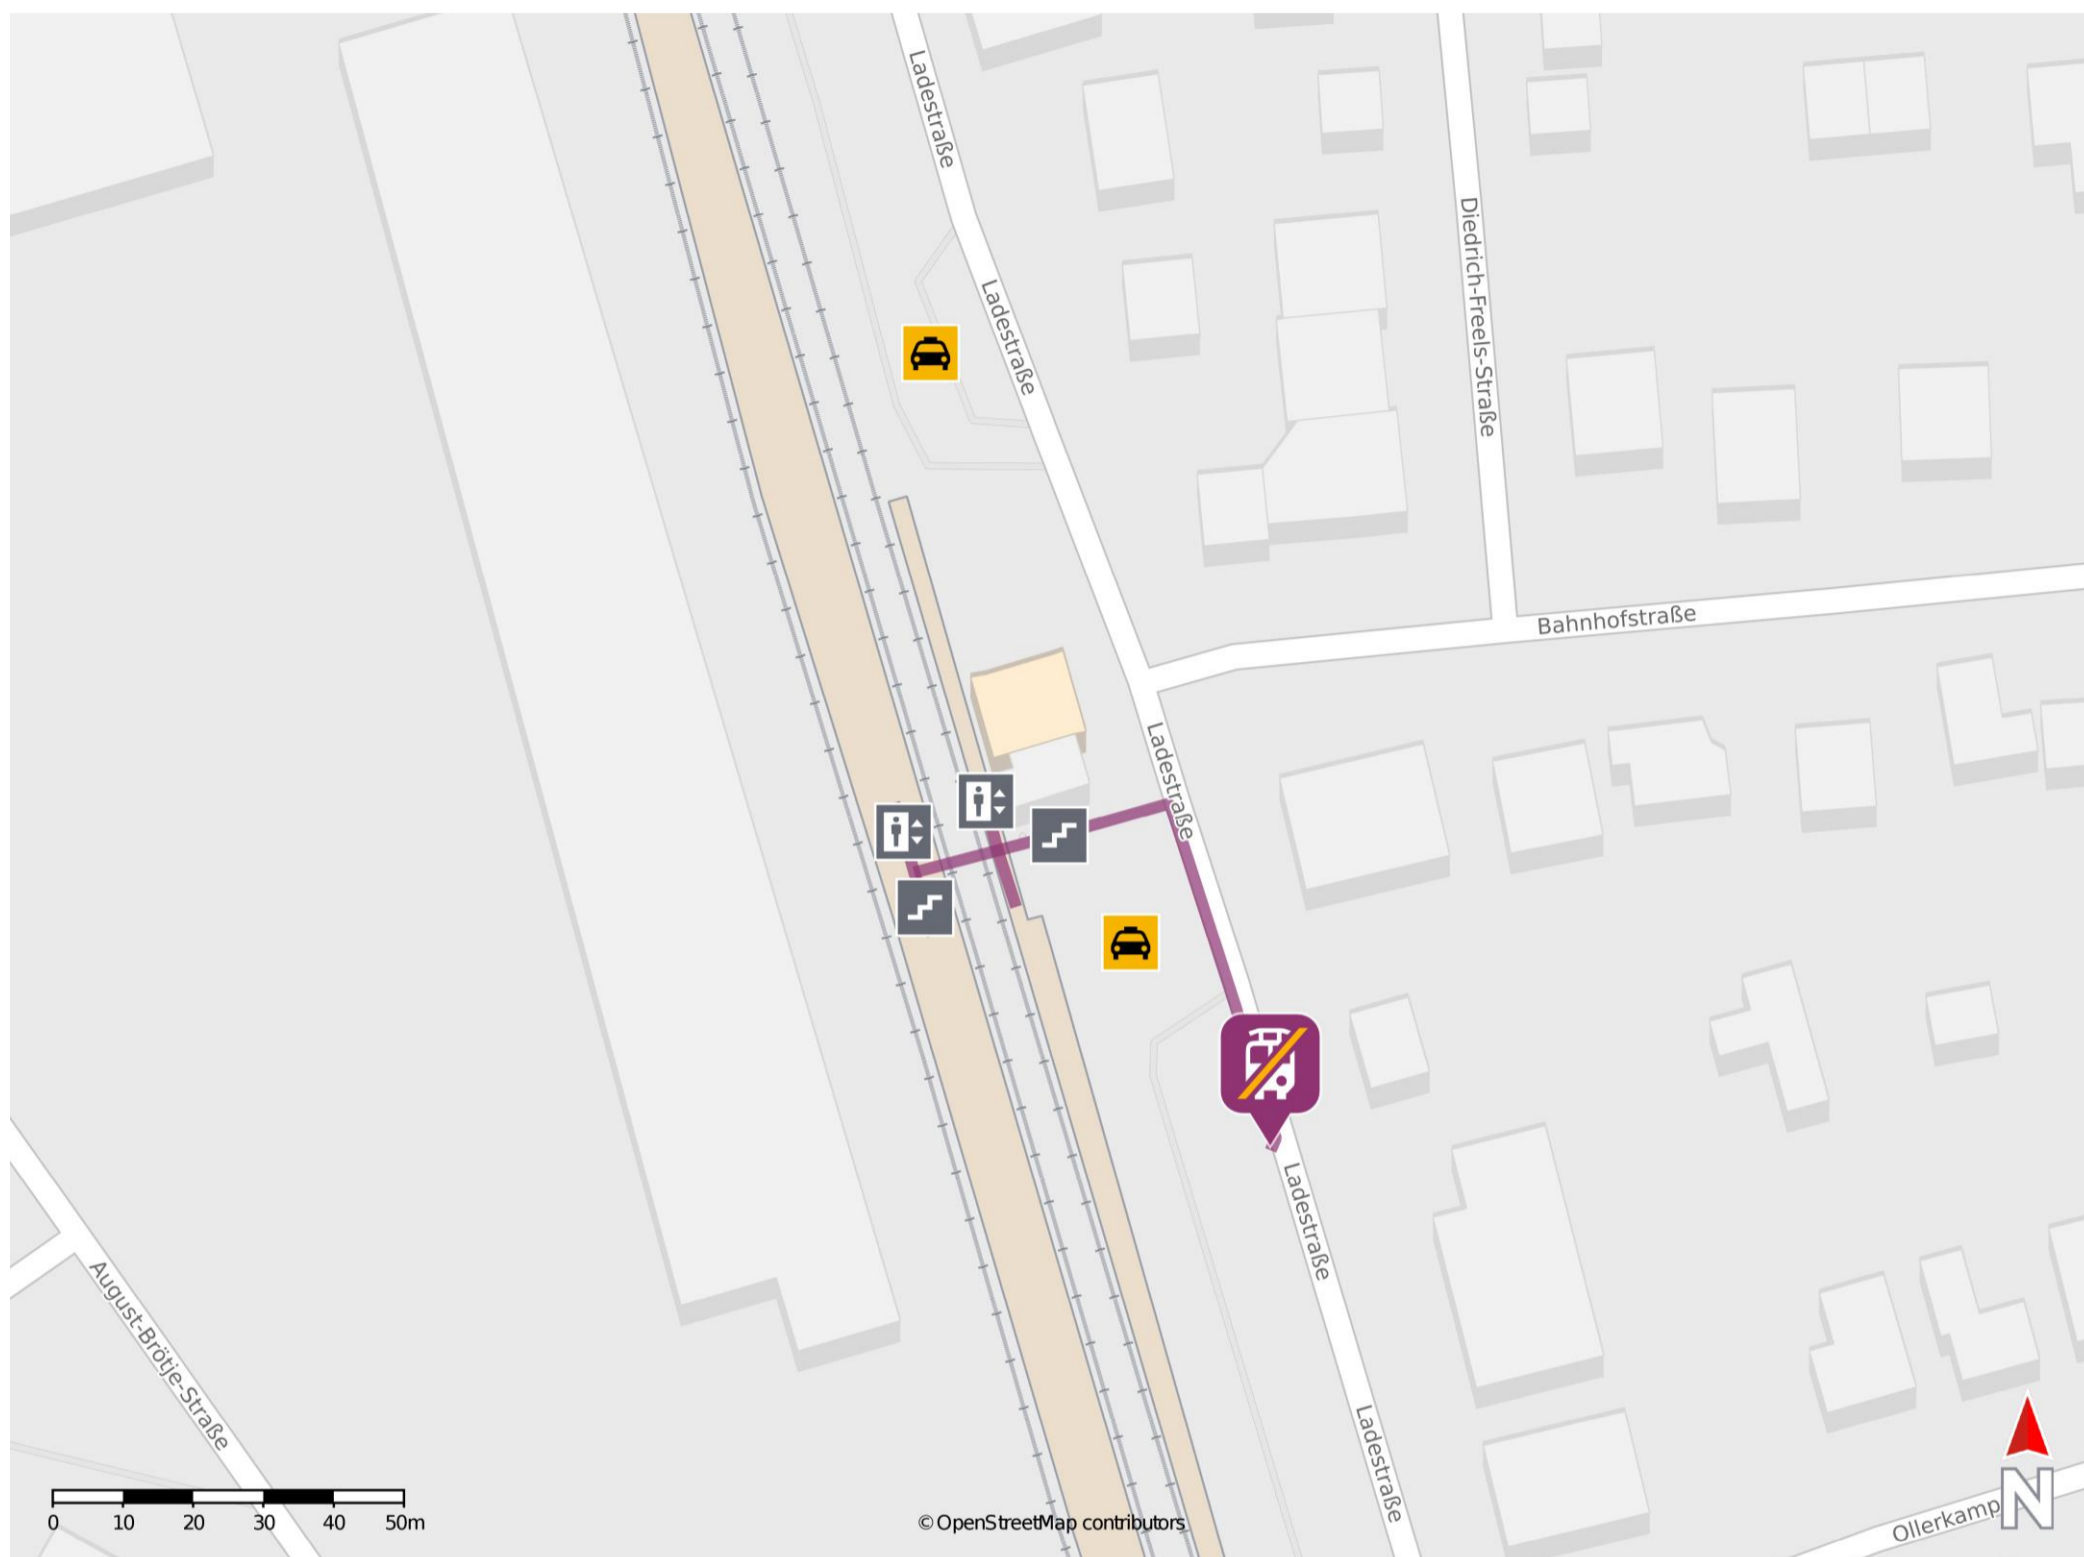 Ladestraße
Diedrich-Freels-Straße
Ladestraße
Bahnhofstraße
Ladestraße
Ladestraße
August-Brötje-Straße
Ladestraße
Ollerkamp
N
0 10 20 30 40 50m
© OpenStreetMap contributors